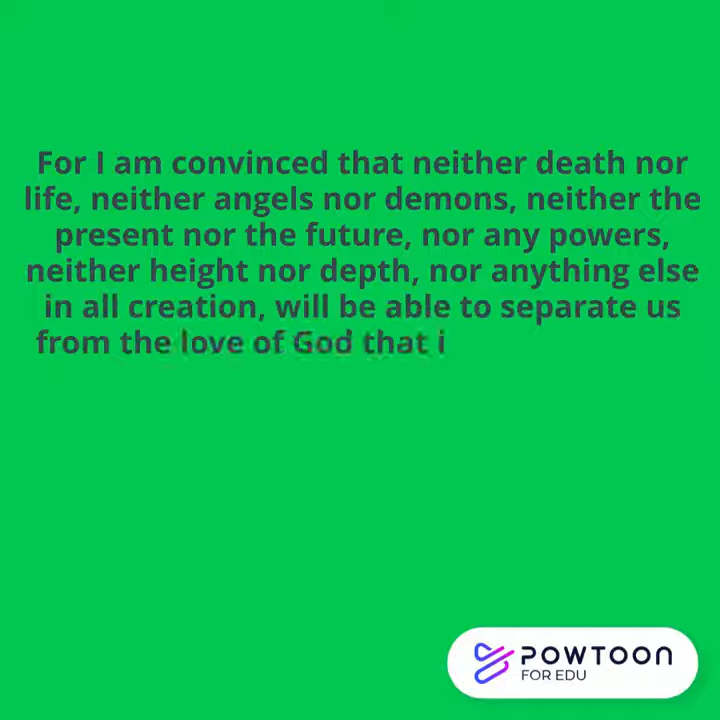 For I am convinced that neither death nor
life, neither angels nor demons, neither the
present nor the future, nor any powers,
neither height nor depth, nor anything else
in all creation, will be able to separate us
from the love of God that i
POWTOON
FOR EDU